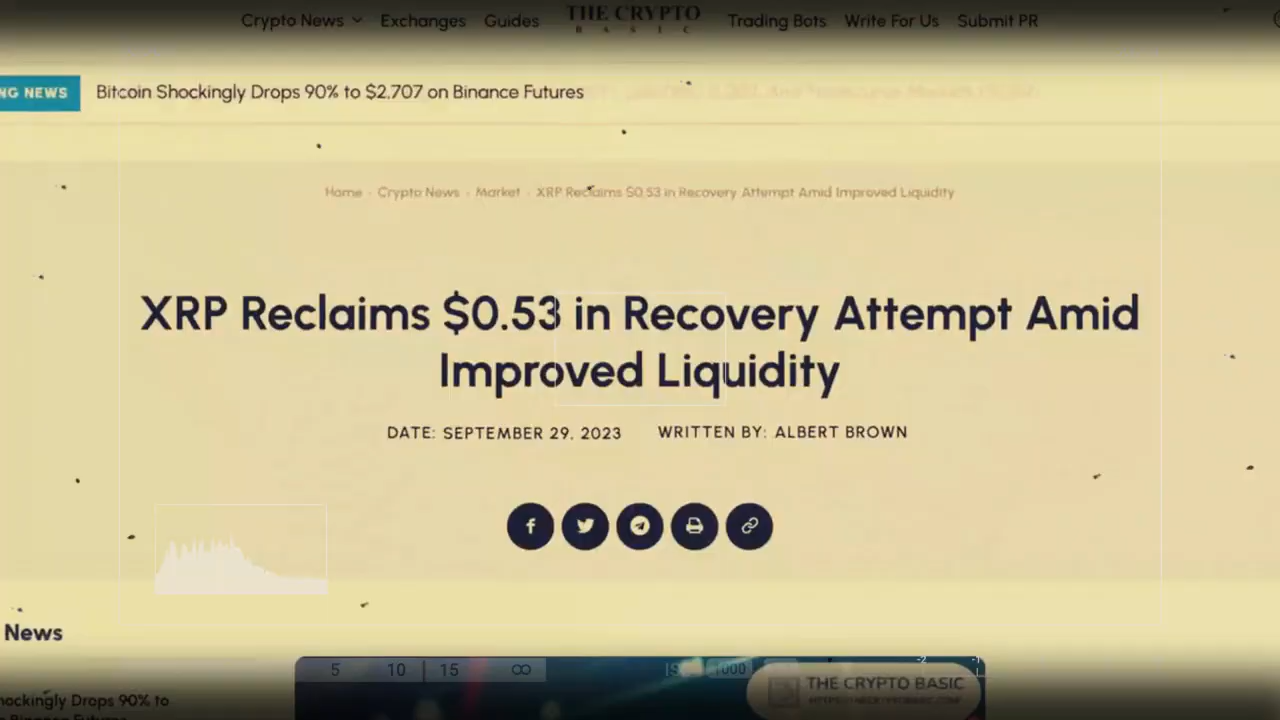 Crypto News Exchanges Guides THE CRYPTO BASIC Trading Bots Write For Us Submit PR
NG NEWS Bitcoin Shockingly Drops 90% to $2,707 on Binance Futures
Home Crypto News Market XRP Reclaims $0.53 in Recovery Attempt Amid Improved Liquidity
XRP Reclaims $0.53 in Recovery Attempt Amid
Improved Liquidity
DATE: SEPTEMBER 29, 2023 WRITTEN BY: ALBERT BROWN
News
5 10 15 ∞ 1000
THE CRYPTO BASIC
hockingly Drops 90% to